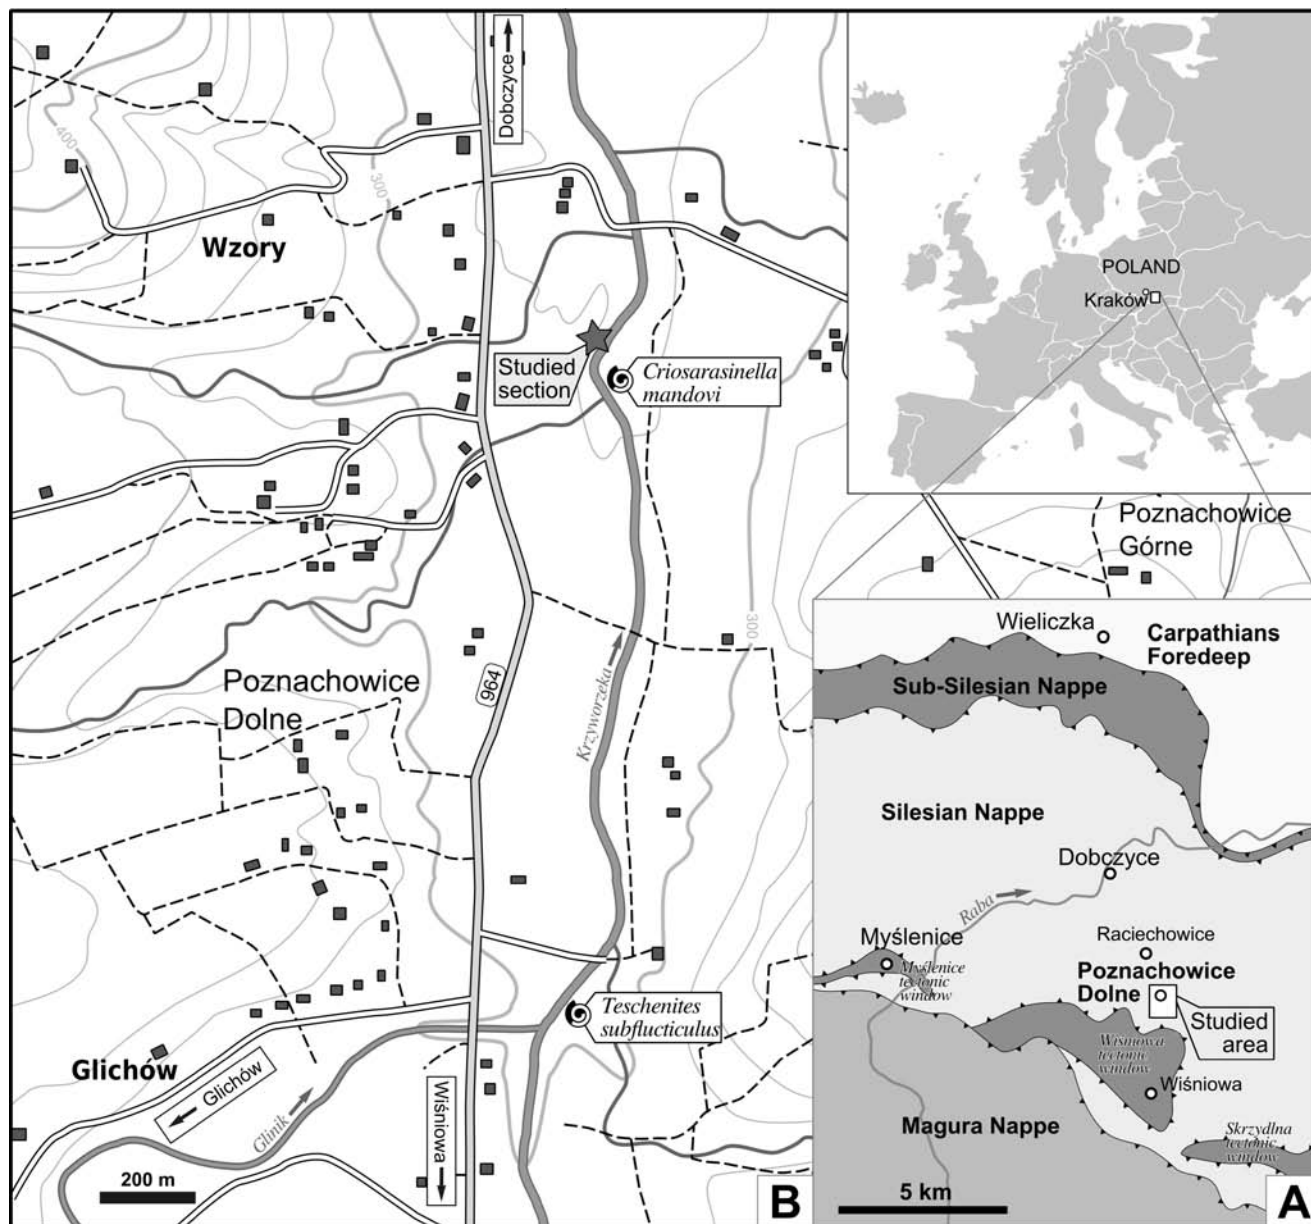 Dobczyce
400
300
Wzory
Studied
section
Criosarasinella
mandovi
POLAND
Kraków
Poznachowice
Górne
300
964
Krzyworzeka
Poznachowice
Dolne
Teschenites
subflucticulus
Glichów
Glichów
Glinik
Wiśniowa
200 m
B
Wieliczka
Carpathians
Foredeep
Sub-Silesian Nappe
Silesian Nappe
Dobczyce
Raba
Myślenice
Myślenice
tectonic
window
Raciechowice
Poznachowice
Dolne
Studied
area
Wiśniowa
tectonic
window
Wiśniowa
Magura Nappe
Skrzydlna
tectonic
window
5 km
A